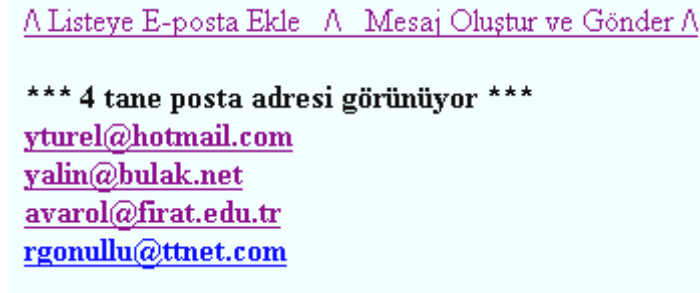 /\ Listeye E-posta Ekle /\ Mesaj Oluştur ve Gönder /\
*** 4 tane posta adresi görünüyor ***
yturel@hotmail.com
yalin@bulak.net
avarol@firat.edu.tr
rgonullu@ttnet.com